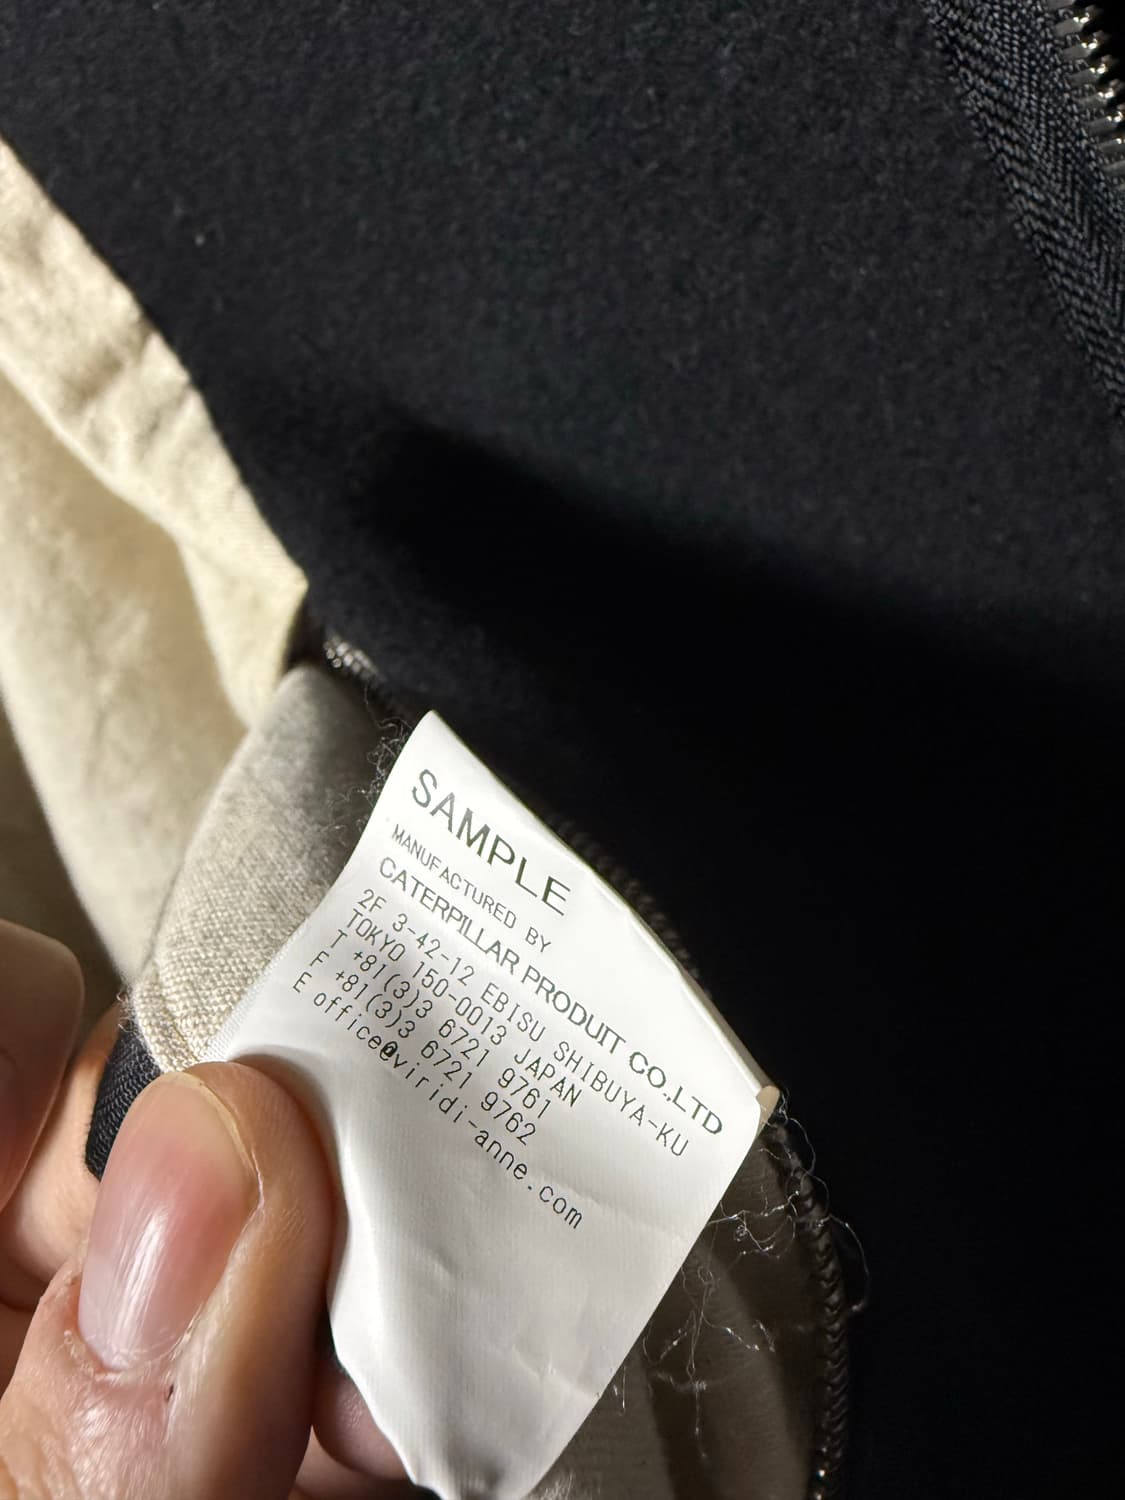 SAMPLE
MANUFACTURED BY
CATERPILLAR PRODUIT CO.,LTD
2F 3-42-12 EBISU SHIBUYA-KU
TOKYO 150-0013 JAPAN
T +81(3)3 6721 9761
F +81(3)3 6721 9762
E office@viridi-anne.com